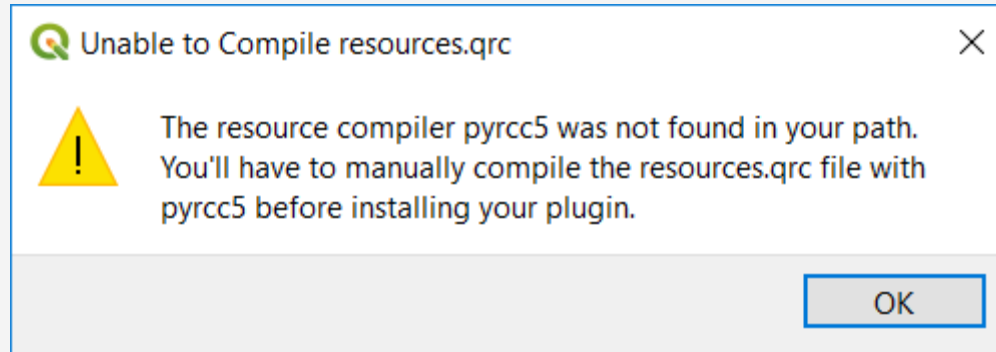 Unable to Compile resources.qrc
The resource compiler pyrcc5 was not found in your path.
You'll have to manually compile the resources.qrc file with
pyrcc5 before installing your plugin.
OK